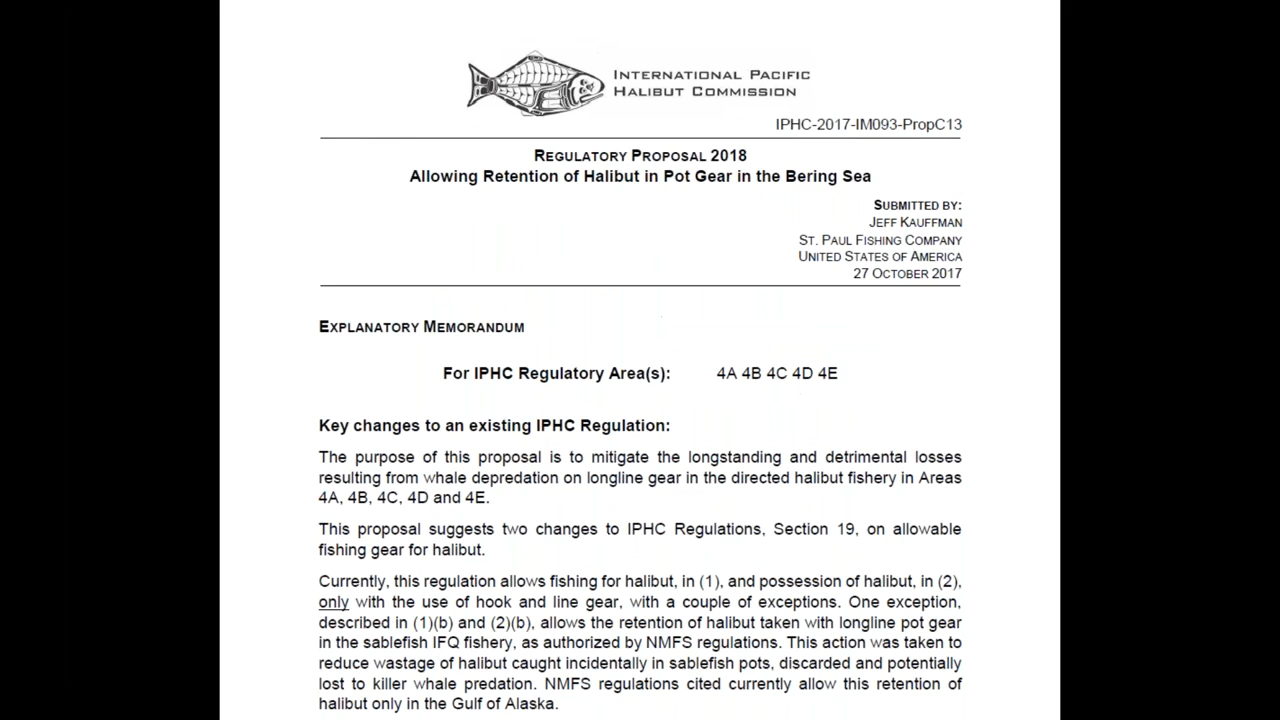 INTERNATIONAL PACIFIC
HALIBUT COMMISSION
IPHC-2017-IM093-PropC13
REGULATORY PROPOSAL 2018
Allowing Retention of Halibut in Pot Gear in the Bering Sea
SUBMITTED BY:
JEFF KAUFFMAN
ST. PAUL FISHING COMPANY
UNITED STATES OF AMERICA
27 OCTOBER 2017
EXPLANATORY MEMORANDUM
For IPHC Regulatory Area(s): 4A 4B 4C 4D 4E
Key changes to an existing IPHC Regulation:
The purpose of this proposal is to mitigate the longstanding and detrimental losses
resulting from whale depredation on longline gear in the directed halibut fishery in Areas
4A, 4B, 4C, 4D and 4E.
This proposal suggests two changes to IPHC Regulations, Section 19, on allowable
fishing gear for halibut.
Currently, this regulation allows fishing for halibut, in (1), and possession of halibut, in (2),
only with the use of hook and line gear, with a couple of exceptions. One exception,
described in (1)(b) and (2)(b), allows the retention of halibut taken with longline pot gear
in the sablefish IFQ fishery, as authorized by NMFS regulations. This action was taken to
reduce wastage of halibut caught incidentally in sablefish pots, discarded and potentially
lost to killer whale predation. NMFS regulations cited currently allow this retention of
halibut only in the Gulf of Alaska.